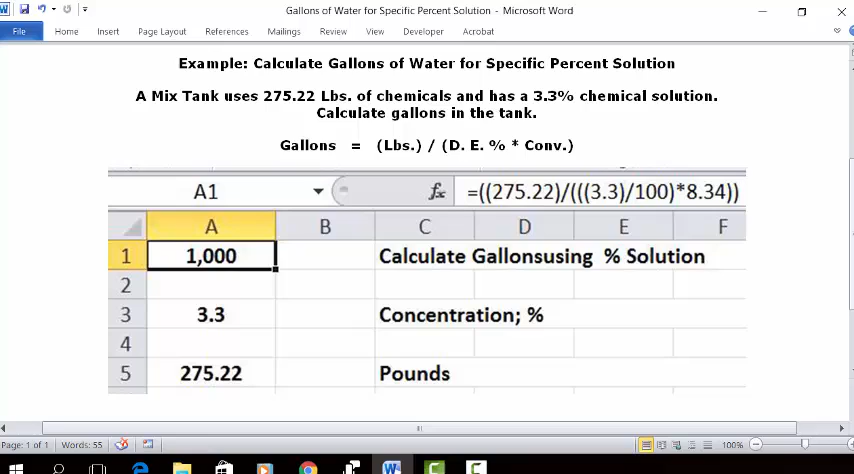 Gallons of Water for Specific Percent Solution - Microsoft Word
File Home Insert Page Layout References Mailings Review View Developer Acrobat
Example: Calculate Gallons of Water for Specific Percent Solution
A Mix Tank uses 275.22 Lbs. of chemicals and has a 3.3% chemical solution.
Calculate gallons in the tank.
Gallons = (Lbs.) / (D. E. % * Conv.)
A1 fx =((275.22)/(((3.3)/100)*8.34))
A B C D E F
1 1,000 Calculate Gallonsusing % Solution
2
3 3.3 Concentration; %
4
5 275.22 Pounds
Page: 1 of 1 Words: 55 100%